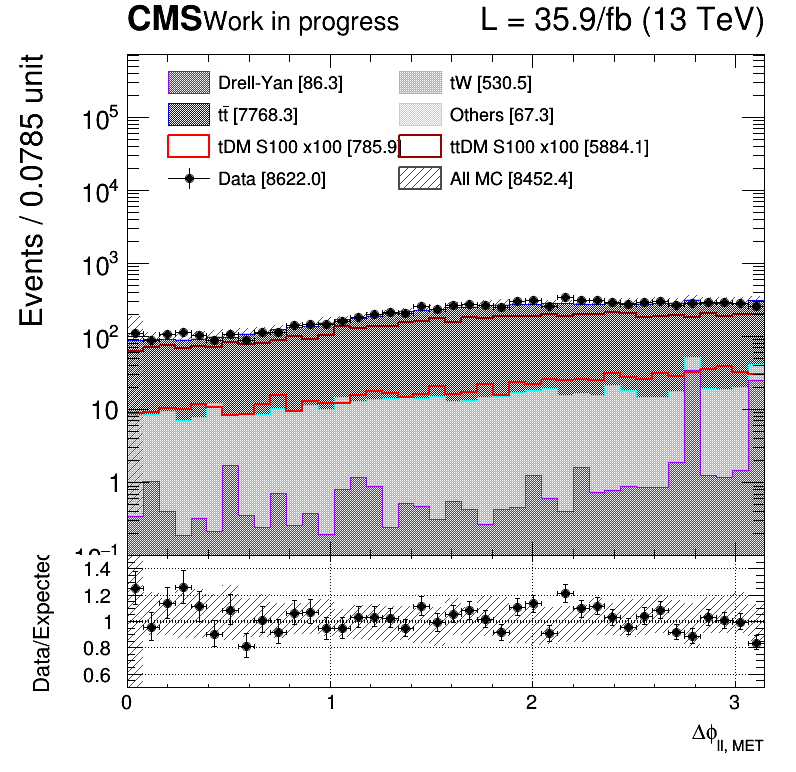 CMS Work in progress L = 35.9/fb (13 TeV)
Events / 0.0785 unit
Drell-Yan [86.3] tW [530.5]
tt̄ [7768.3] Others [67.3]
tDM S100 x100 [785.9] ttDM S100 x100 [5884.1]
Data [8622.0] All MC [8452.4]
10⁵
10⁴
10³
10²
10
1
10⁻¹
Data/Expected
1.4
1.2
1
0.8
0.6
0 1 2 3
Δϕll, MET